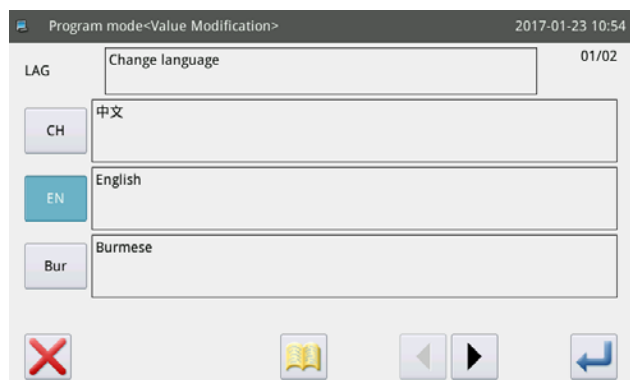 Program mode<Value Modification> 2017-01-23 10:54
LAG Change language 01/02
CH 中文
EN English
Bur Burmese